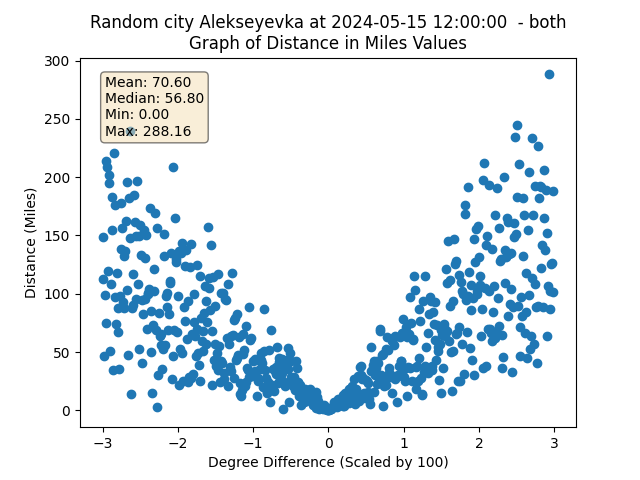 Random city Alekseyevka at 2024-05-15 12:00:00  - both
Graph of Distance in Miles Values
300
250
200
150
100
50
0
Distance (Miles)
Mean: 70.60
Median: 56.80
Min: 0.00
Max: 288.16
−3
−2
−1
0
1
2
3
Degree Difference (Scaled by 100)